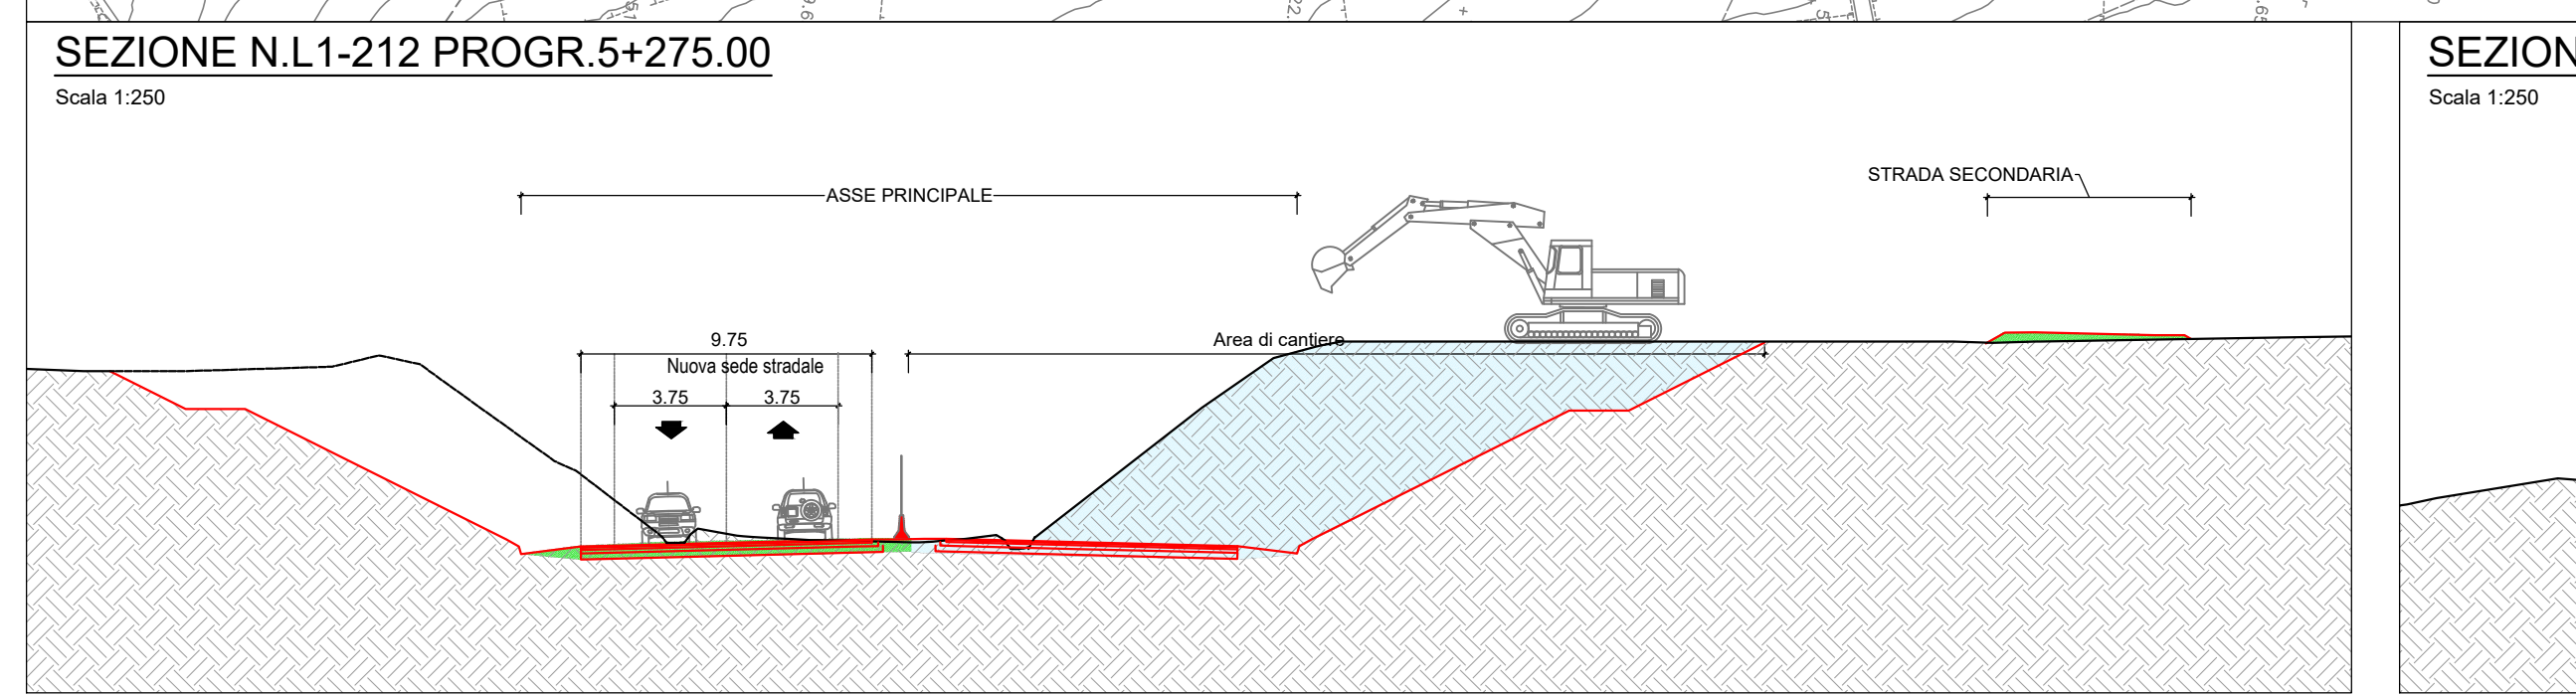 SEZIONE N.L1-212 PROGR.5+275.00
Scala 1:250
ASSE PRINCIPALE
STRADA SECONDARIA
9.75
Area di cantiere
Nuova sede stradale
3.75
3.75
Scala 1:250